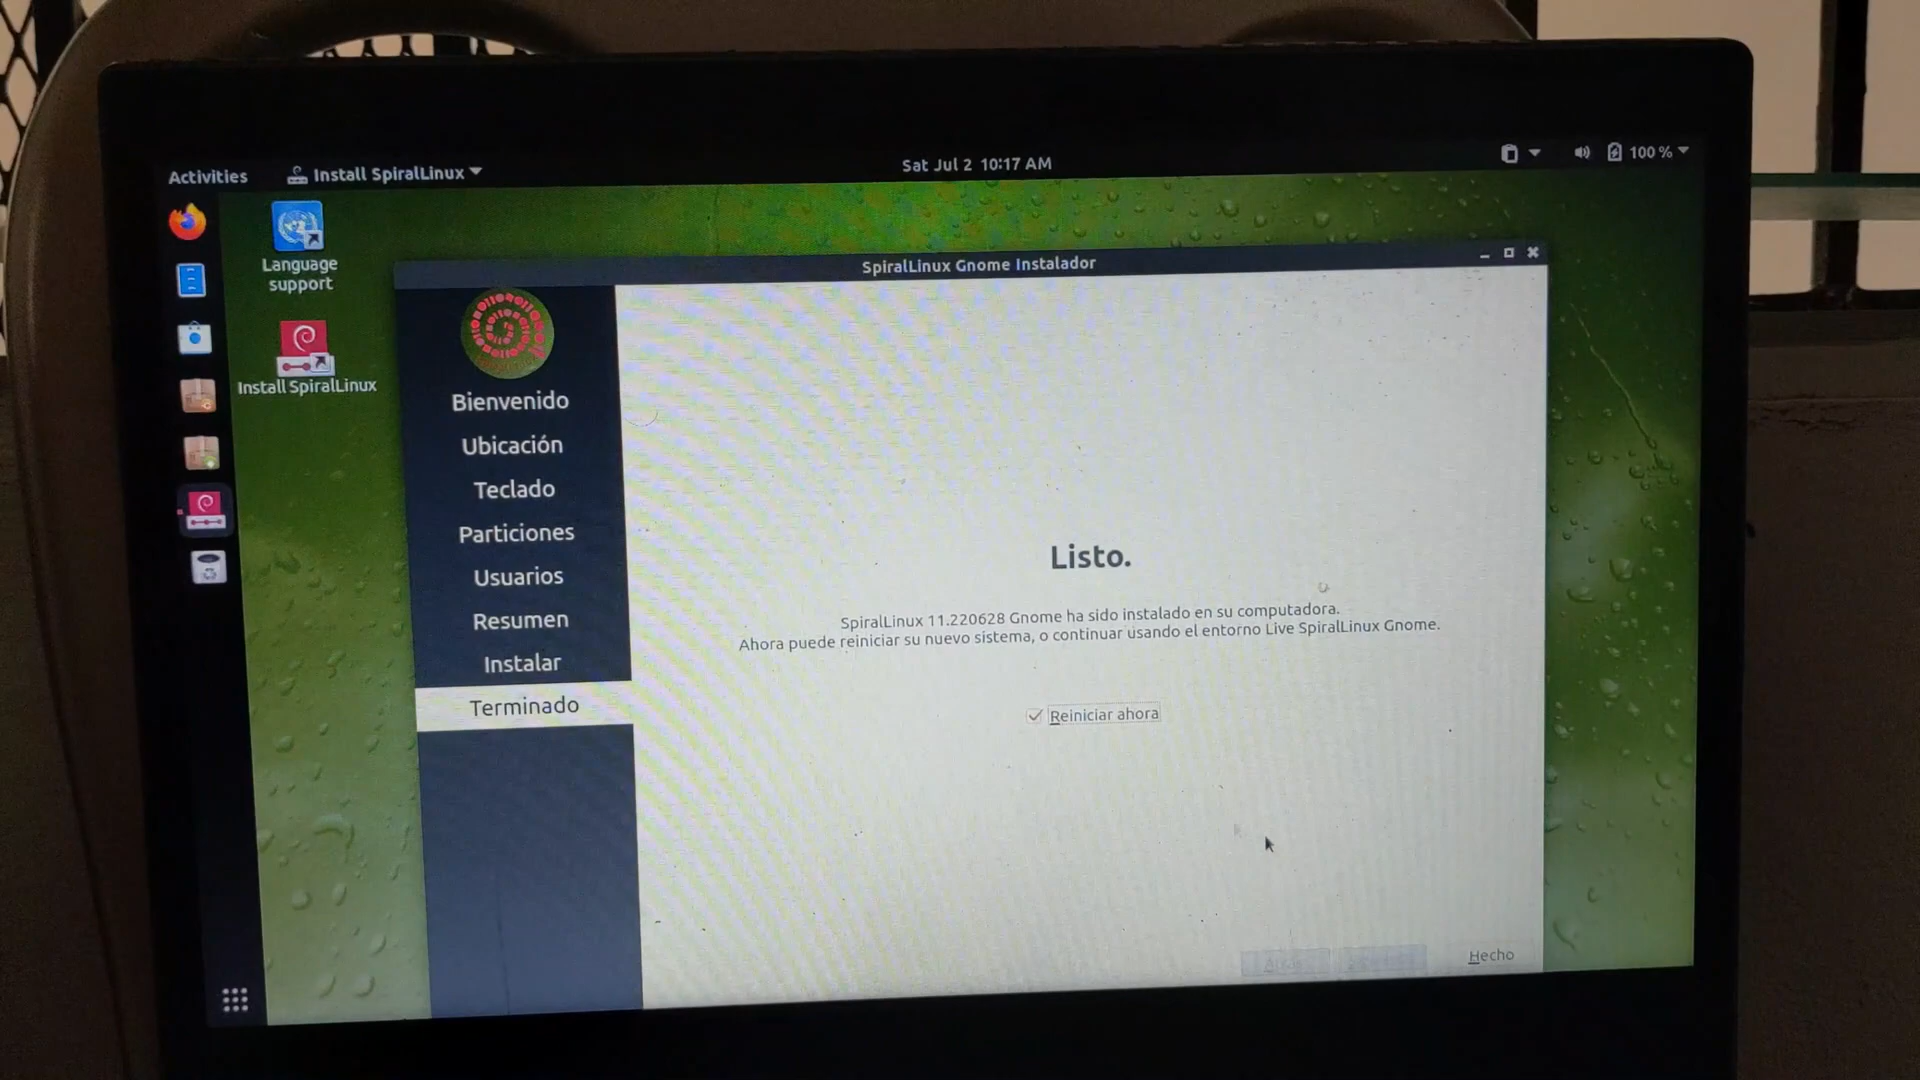 Activities
Install SpiralLinux
Sat Jul 2 10:17 AM
100 %
Language
support
Install SpiralLinux
SpiralLinux Gnome Instalador
Bienvenido
Ubicación
Teclado
Particiones
Usuarios
Resumen
Instalar
Terminado
Listo.
SpiralLinux 11.220628 Gnome ha sido instalado en su computadora.
Ahora puede reiniciar su nuevo sistema, o continuar usando el entorno Live SpiralLinux Gnome.
Reiniciar ahora
Hecho